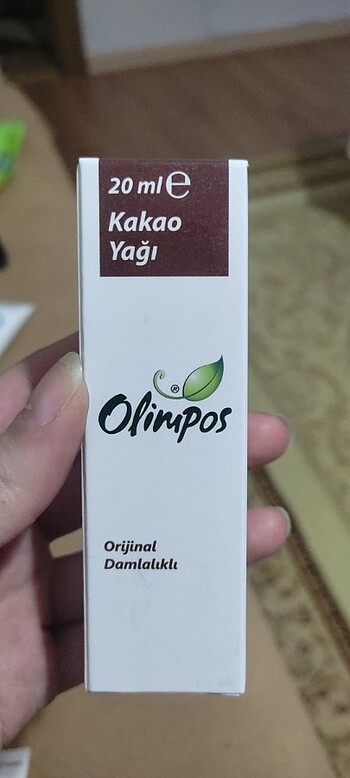 20 ml ℮
Kakao
Yağı
®
Olimpos
Orijinal
Damlalıklı